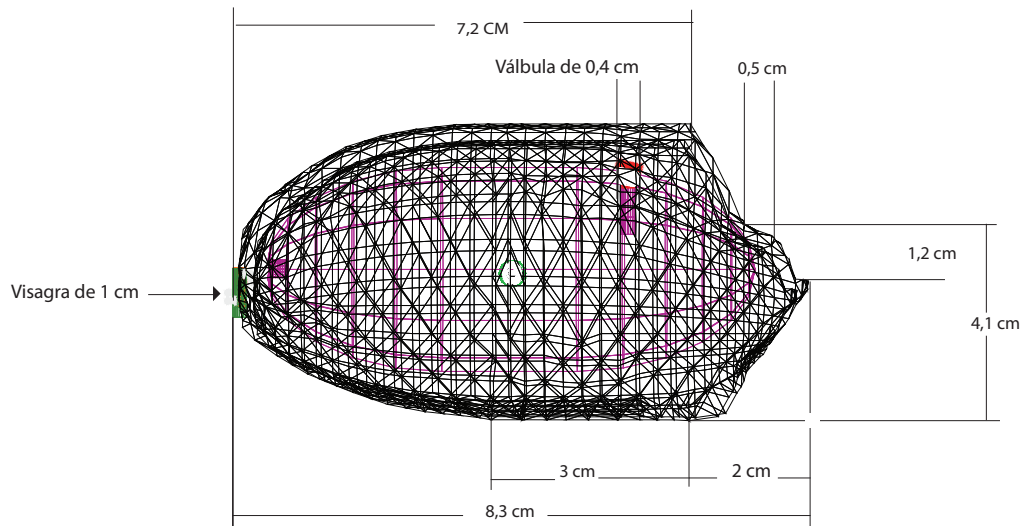 7,2 CM
Válbula de 0,4 cm
0,5 cm
1,2 cm
Visagra de 1 cm
4,1 cm
3 cm
2 cm
8,3 cm